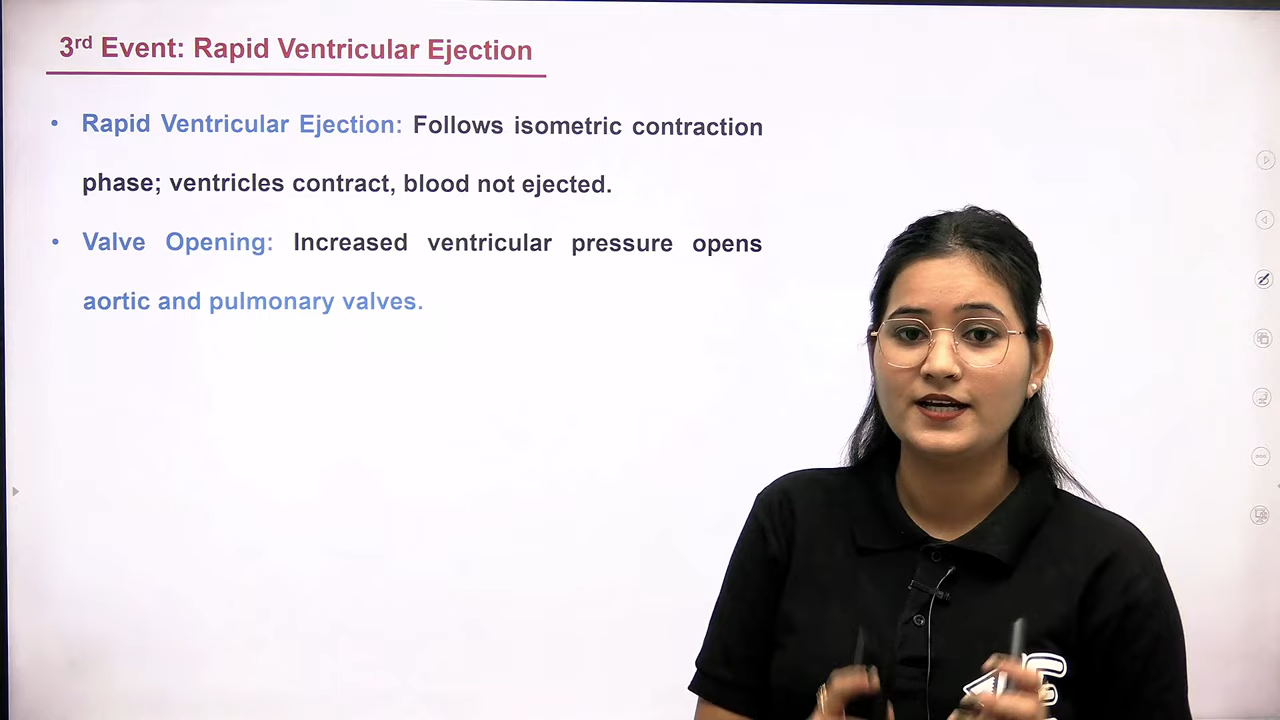 3rd Event: Rapid Ventricular Ejection
• Rapid Ventricular Ejection: Follows isometric contraction
phase; ventricles contract, blood not ejected.
• Valve Opening: Increased ventricular pressure opens
aortic and pulmonary valves.